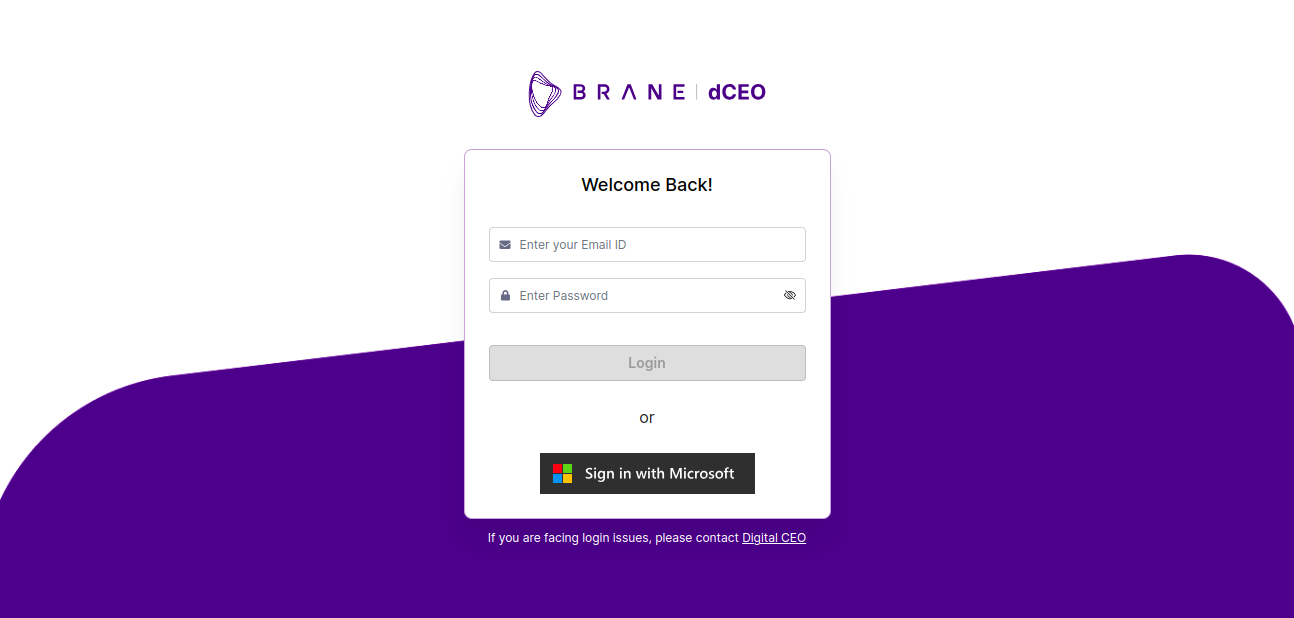 BRANE | dCEO
Welcome Back!
Enter your Email ID
Enter Password
Login
or
Sign in with Microsoft
If you are facing login issues, please contact Digital CEO